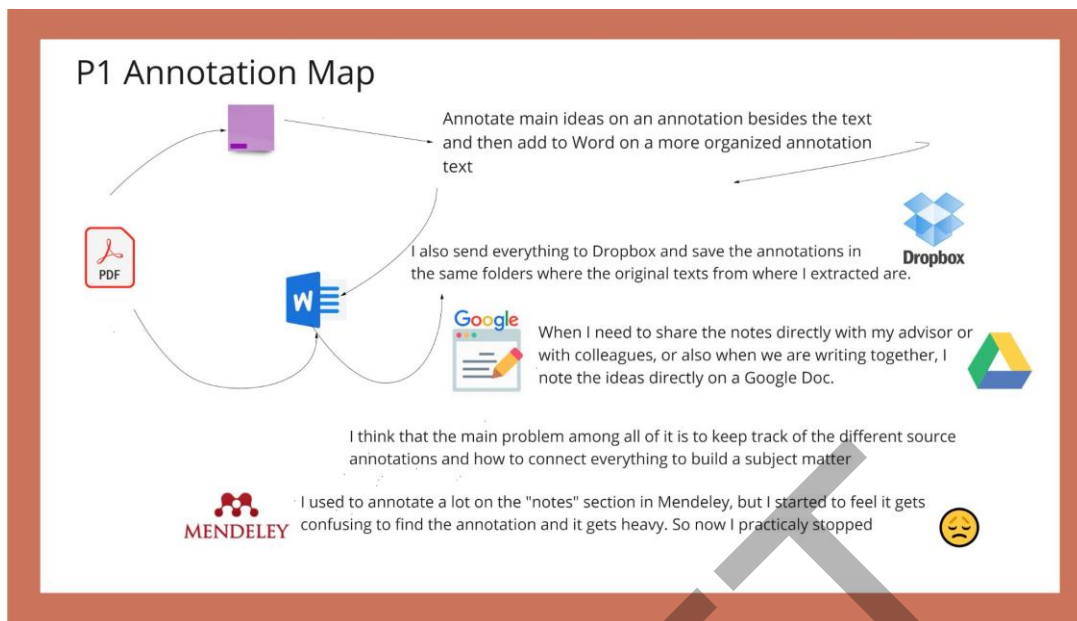 P1 Annotation Map
Annotate main ideas on an annotation besides the text
and then add to Word on a more organized annotation
text
PDF
W
Dropbox
I also send everything to Dropbox and save the annotations in
the same folders where the original texts from where I extracted are.
Google
When I need to share the notes directly with my advisor or
with colleagues, or also when we are writing together, I
note the ideas directly on a Google Doc.
I think that the main problem among all of it is to keep track of the different source
annotations and how to connect everything to build a subject matter
MENDELEY
I used to annotate a lot on the "notes" section in Mendeley, but I started to feel it gets
confusing to find the annotation and it gets heavy. So now I practicaly stopped